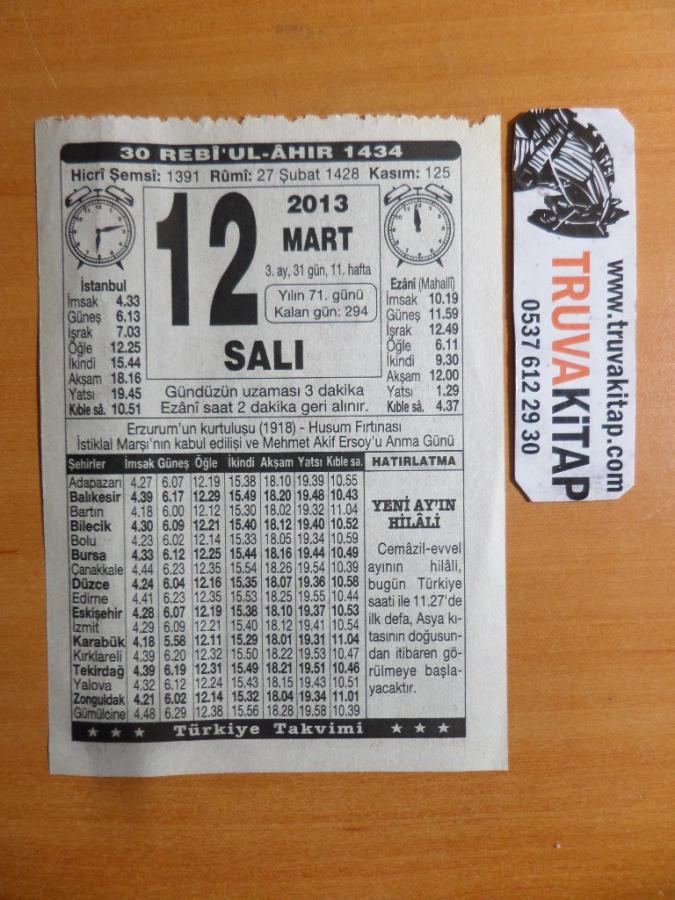 30 REBÎ'UL-ÂHIR 1434
Hicrî Şemsî: 1391 Rûmî: 27 Şubat 1428 Kasım: 125
12
2013
MART
3. ay, 31 gün, 11. hafta
Yılın 71. günü
Kalan gün: 294
SALI
Gündüzün uzaması 3 dakika
Ezânî saat 2 dakika geri alınır.
İstanbul
İmsak 4.33
Güneş 6.13
İşrak 7.03
Öğle 12.25
İkindi 15.44
Akşam 18.16
Yatsı 19.45
Kıble sâ. 10.51
Ezanî (Mahallî)
İmsak 10.19
Güneş 11.59
İşrak 12.49
Öğle 6.11
İkindi 9.30
Akşam 12.00
Yatsı 1.29
Kıble sâ. 4.37
Erzurum'un kurtuluşu (1918) - Husum Fırtınası
İstiklal Marşı'nın kabul edilişi ve Mehmet Akif Ersoy'u Anma Günü
Şehirler İmsak Güneş Öğle İkindi Akşam Yatsı Kıble sa.
Adapazarı 4.27 6.07 12.19 15.38 18.10 19.39 10.55
Balıkesir 4.39 6.17 12.29 15.49 18.20 19.48 10.43
Bartın 4.18 6.00 12.12 15.30 18.02 19.32 11.04
Bilecik 4.30 6.09 12.21 15.40 18.12 19.40 10.52
Bolu 4.23 6.02 12.14 15.33 18.05 19.34 10.59
Bursa 4.33 6.12 12.25 15.44 18.16 19.44 10.49
Çanakkale 4.44 6.23 12.35 15.54 18.26 19.54 10.39
Düzce 4.24 6.04 12.16 15.35 18.07 19.36 10.58
Edirne 4.41 6.23 12.35 15.53 18.25 19.55 10.44
Eskişehir 4.28 6.07 12.19 15.38 18.10 19.37 10.53
İzmit 4.29 6.09 12.21 15.40 18.12 19.41 10.54
Karabük 4.18 5.58 12.11 15.29 18.01 19.31 11.04
Kırklareli 4.39 6.20 12.32 15.50 18.22 19.53 10.47
Tekirdağ 4.39 6.19 12.31 15.49 18.21 19.51 10.46
Yalova 4.32 6.12 12.24 15.43 18.15 19.43 10.51
Zonguldak 4.21 6.02 12.14 15.32 18.04 19.34 11.01
Gümülcine 4.48 6.29 12.38 15.56 18.28 19.58 10.39
HATIRLATMA
YENİ AY'IN
HİLÂLİ
Cemâzil-evvel
ayının hilâli,
bugün Türkiye
saati ile 11.27'de
ilk defa, Asya kı-
tasının doğusun-
dan itibaren gö-
rülmeye başla-
yacaktır.
Türkiye Takvimi
www.truvakitap.com
TRUVAKİTAP
0537 612 29 30